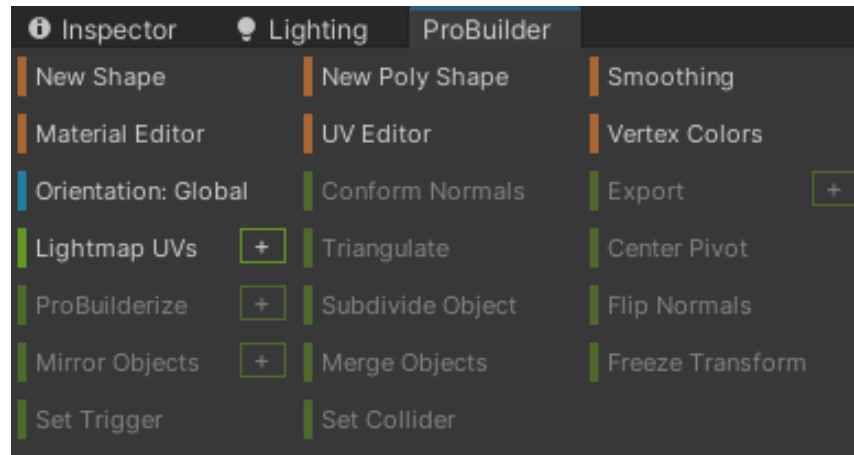 Inspector Lighting ProBuilder
New Shape New Poly Shape Smoothing
Material Editor UV Editor Vertex Colors
Orientation: Global Conform Normals Export +
Lightmap UVs + Triangulate Center Pivot
ProBuilderize + Subdivide Object Flip Normals
Mirror Objects + Merge Objects Freeze Transform
Set Trigger Set Collider